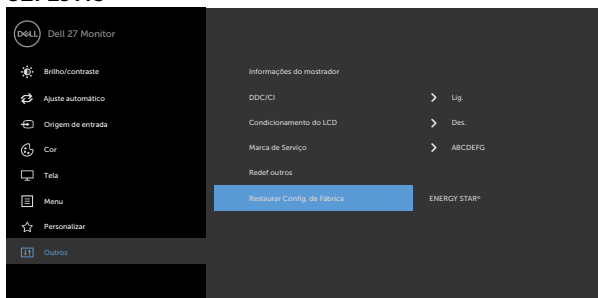 DELL Dell 27 Monitor
Brilho/contraste
Informações do mostrador
Ajuste automático
DDC/CI
Lig.
Origem de entrada
Condicionamento do LCD
Des.
Cor
Marca de Serviço
ABCDEFG
Tela
Redef outros
Menu
Restaurar Config. de Fábrica
ENERGY STAR®
Personalizar
Outros